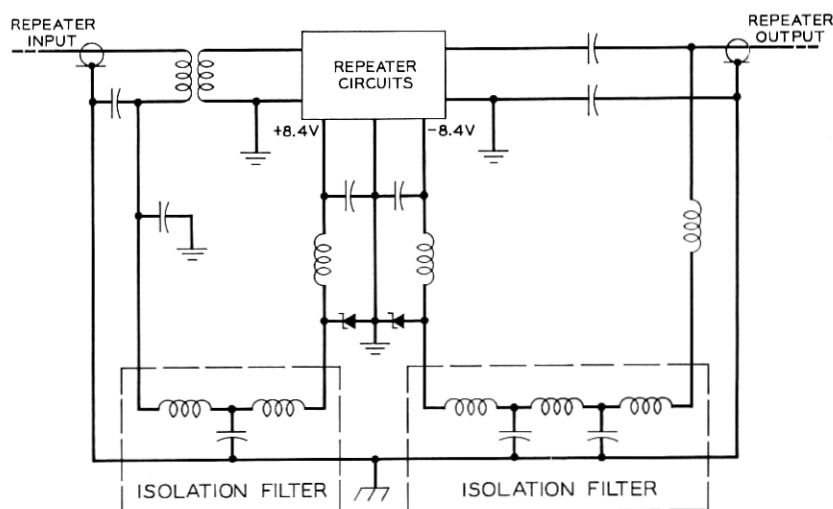 REPEATER
INPUT
REPEATER
OUTPUT
REPEATER
CIRCUITS
+8.4V
-8.4V
ISOLATION FILTER
ISOLATION FILTER